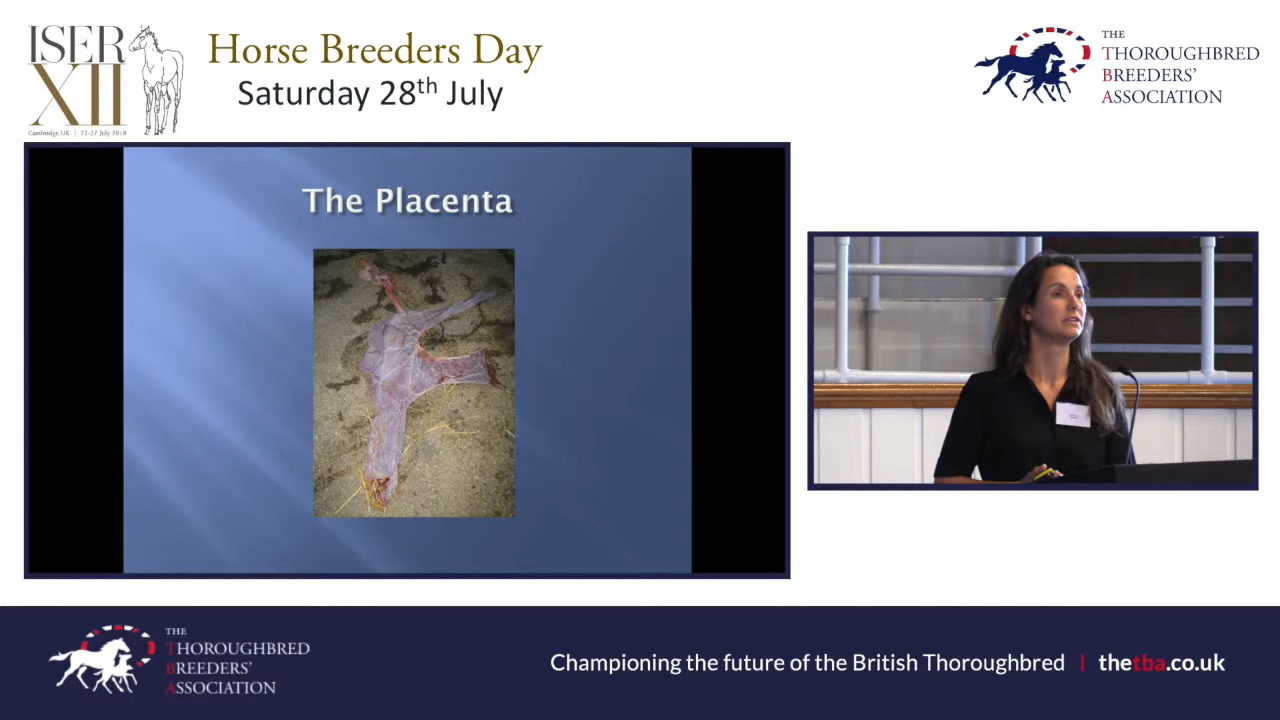 ISER
XII
Cambridge UK | 22-27 July 2018
Horse Breeders Day
Saturday 28th July
THE
THOROUGHBRED
BREEDERS'
ASSOCIATION
The Placenta
THE
THOROUGHBRED
BREEDERS'
ASSOCIATION
Championing the future of the British Thoroughbred | thetba.co.uk